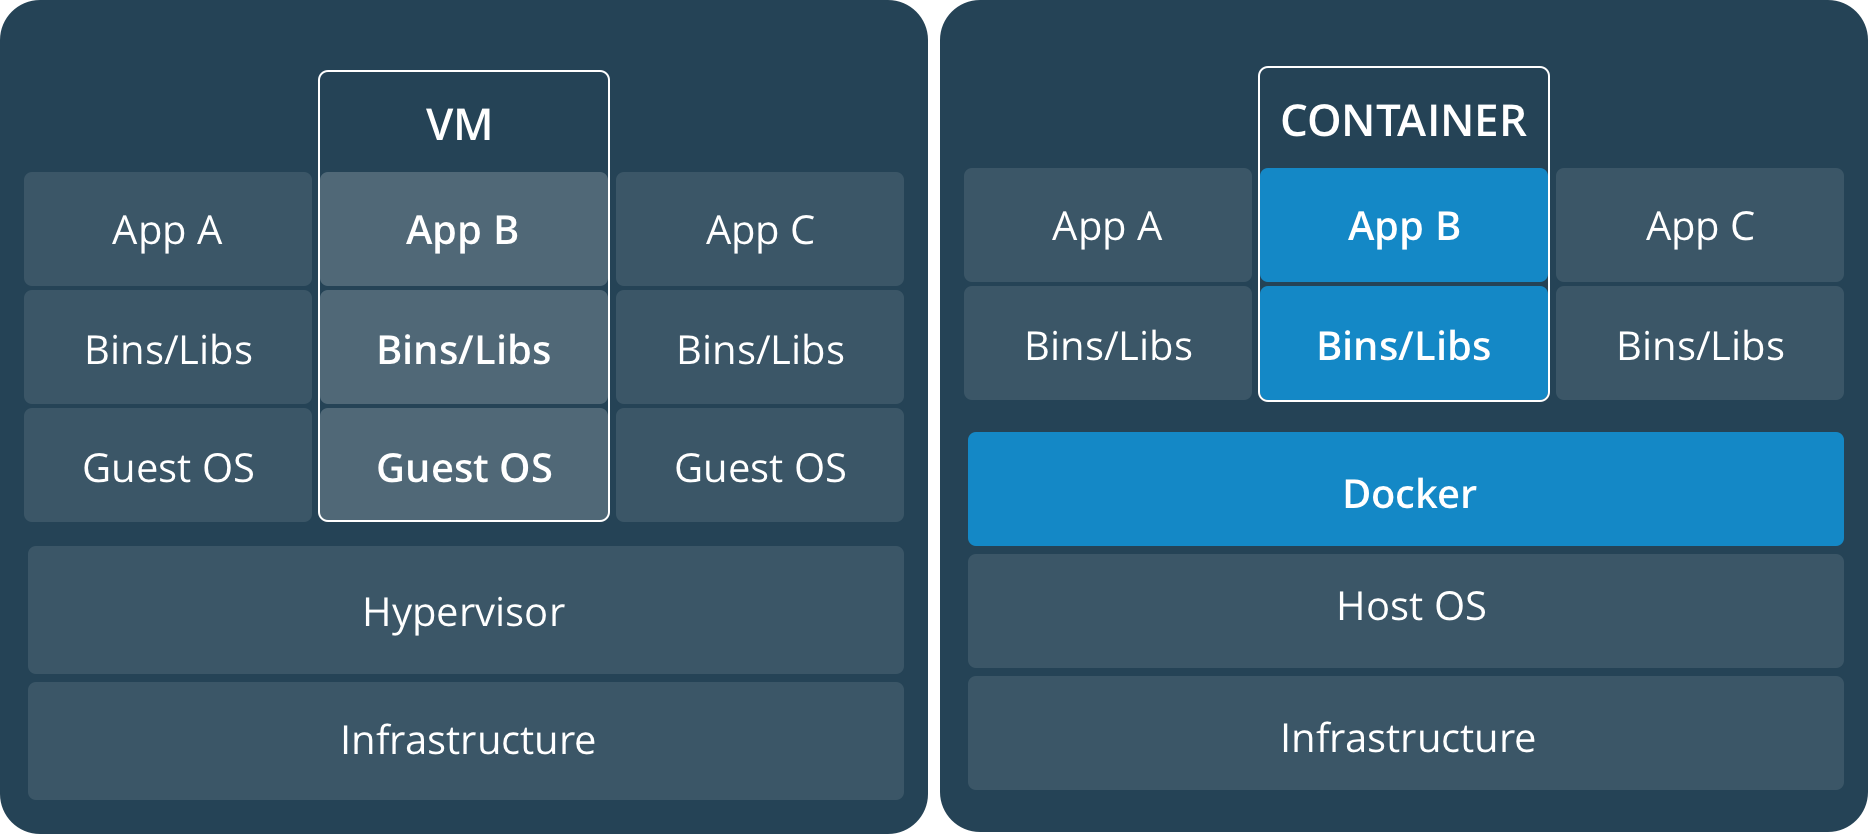 VM
App A
App B
App C
Bins/Libs
Bins/Libs
Bins/Libs
Guest OS
Guest OS
Guest OS
Hypervisor
Infrastructure
CONTAINER
App A
App B
App C
Bins/Libs
Bins/Libs
Bins/Libs
Docker
Host OS
Infrastructure